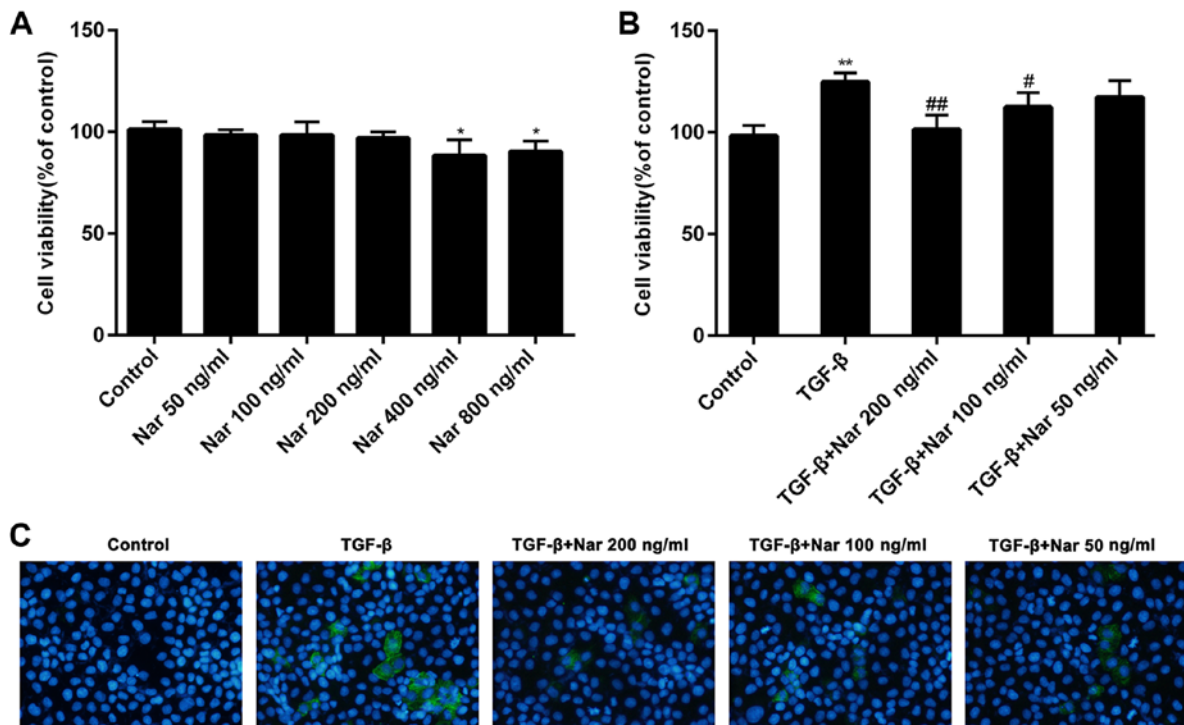 A
Cell viability(%of control)
150
100
50
0
*
*
Control
Nar 50 ng/ml
Nar 100 ng/ml
Nar 200 ng/ml
Nar 400 ng/ml
Nar 800 ng/ml
B
Cell viability(%of control)
150
100
50
0
**
##
#
Control
TGF-β
TGF-β+Nar 200 ng/ml
TGF-β+Nar 100 ng/ml
TGF-β+Nar 50 ng/ml
C
Control
TGF-β
TGF-β+Nar 200 ng/ml
TGF-β+Nar 100 ng/ml
TGF-β+Nar 50 ng/ml